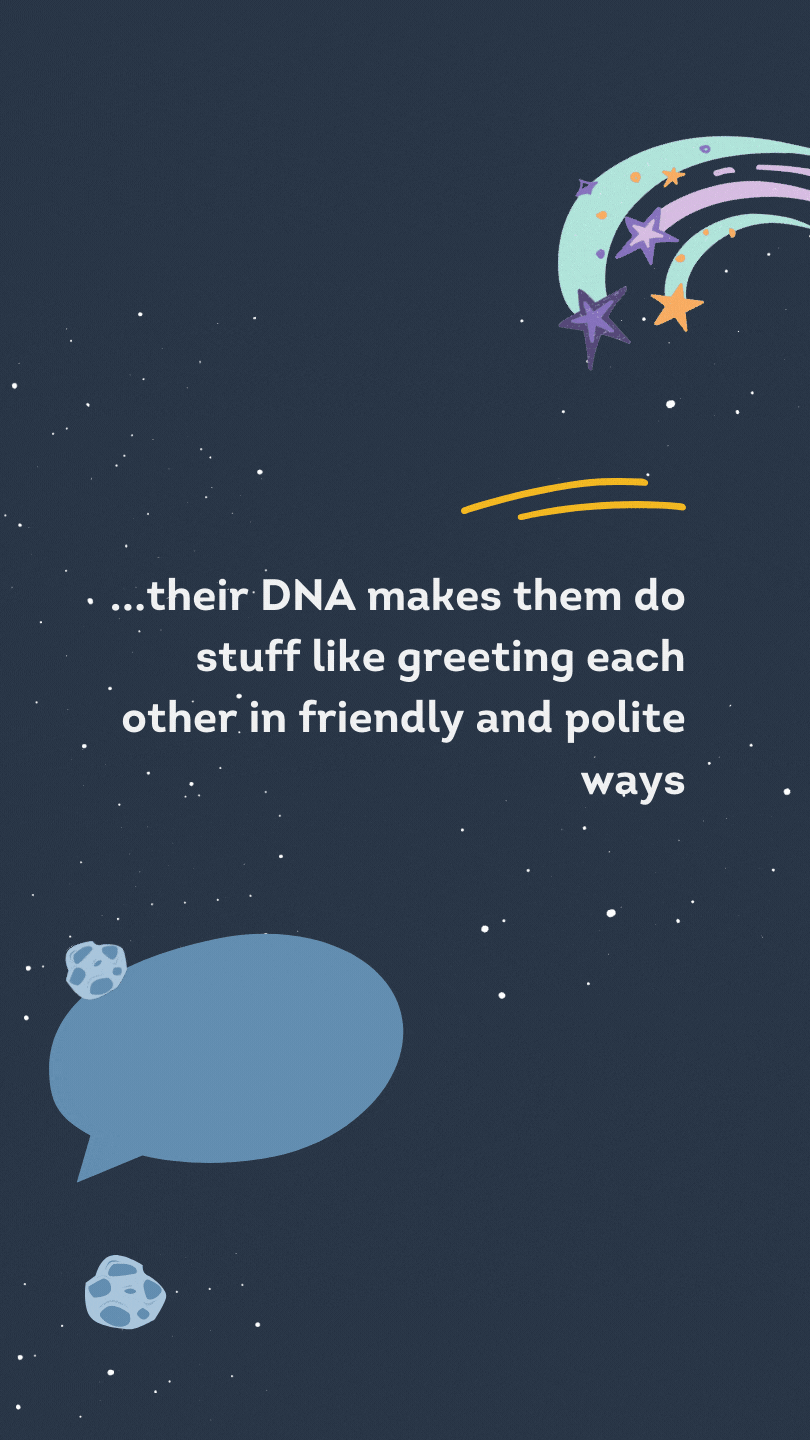 ...their DNA makes them do
stuff like greeting each
other in friendly and polite
ways